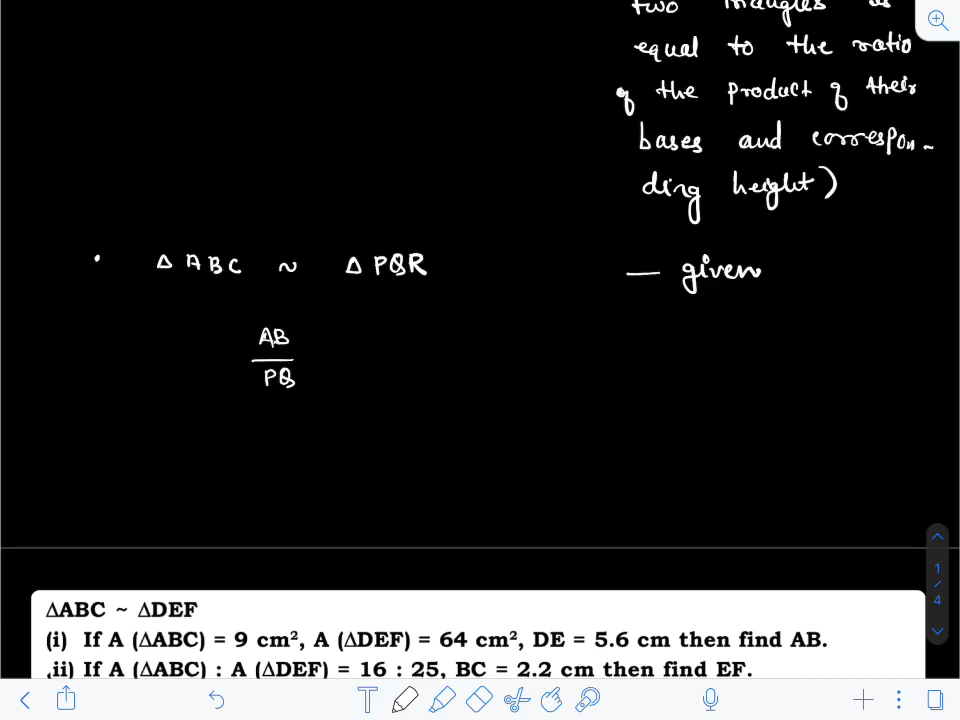 two triangles is
equal to the ratio
of the product of their
bases and correspon-
ding height)
· Δ ABC ~ Δ PQR — given
AB
PQ
1
/
4
ΔABC ~ ΔDEF
(i) If A (ΔABC) = 9 cm², A (ΔDEF) = 64 cm², DE = 5.6 cm then find AB.
(ii) If A (ΔABC) : A (ΔDEF) = 16 : 25, BC = 2.2 cm then find EF.
T